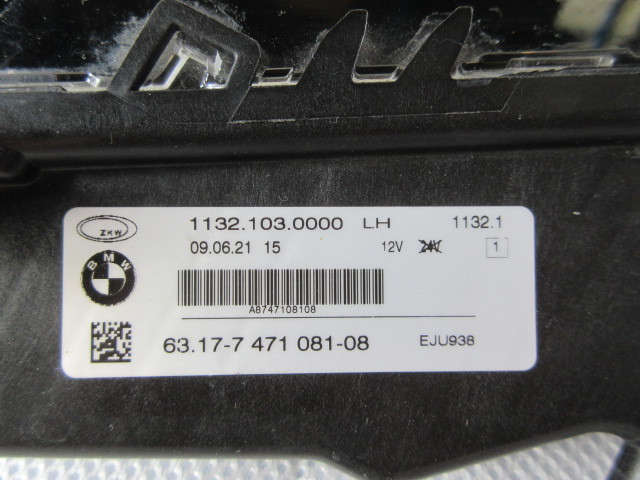 1132.103.0000 LH 1132.1
ZKW
09.06.21 15 12V 24V 1
BMW
A8747108108
63.17-7 471 081-08 EJU938